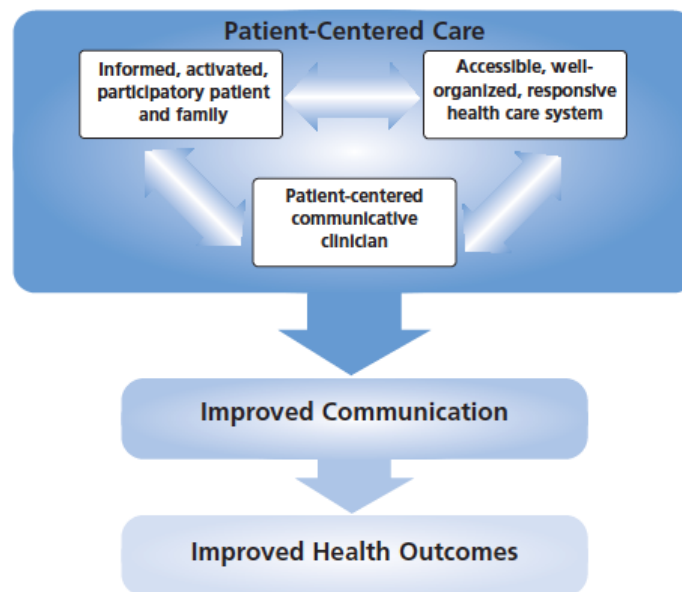 Patient-Centered Care
Informed, activated,
participatory patient
and family
Accessible, well-
organized, responsive
health care system
Patient-centered
communicative
clinician
Improved Communication
Improved Health Outcomes